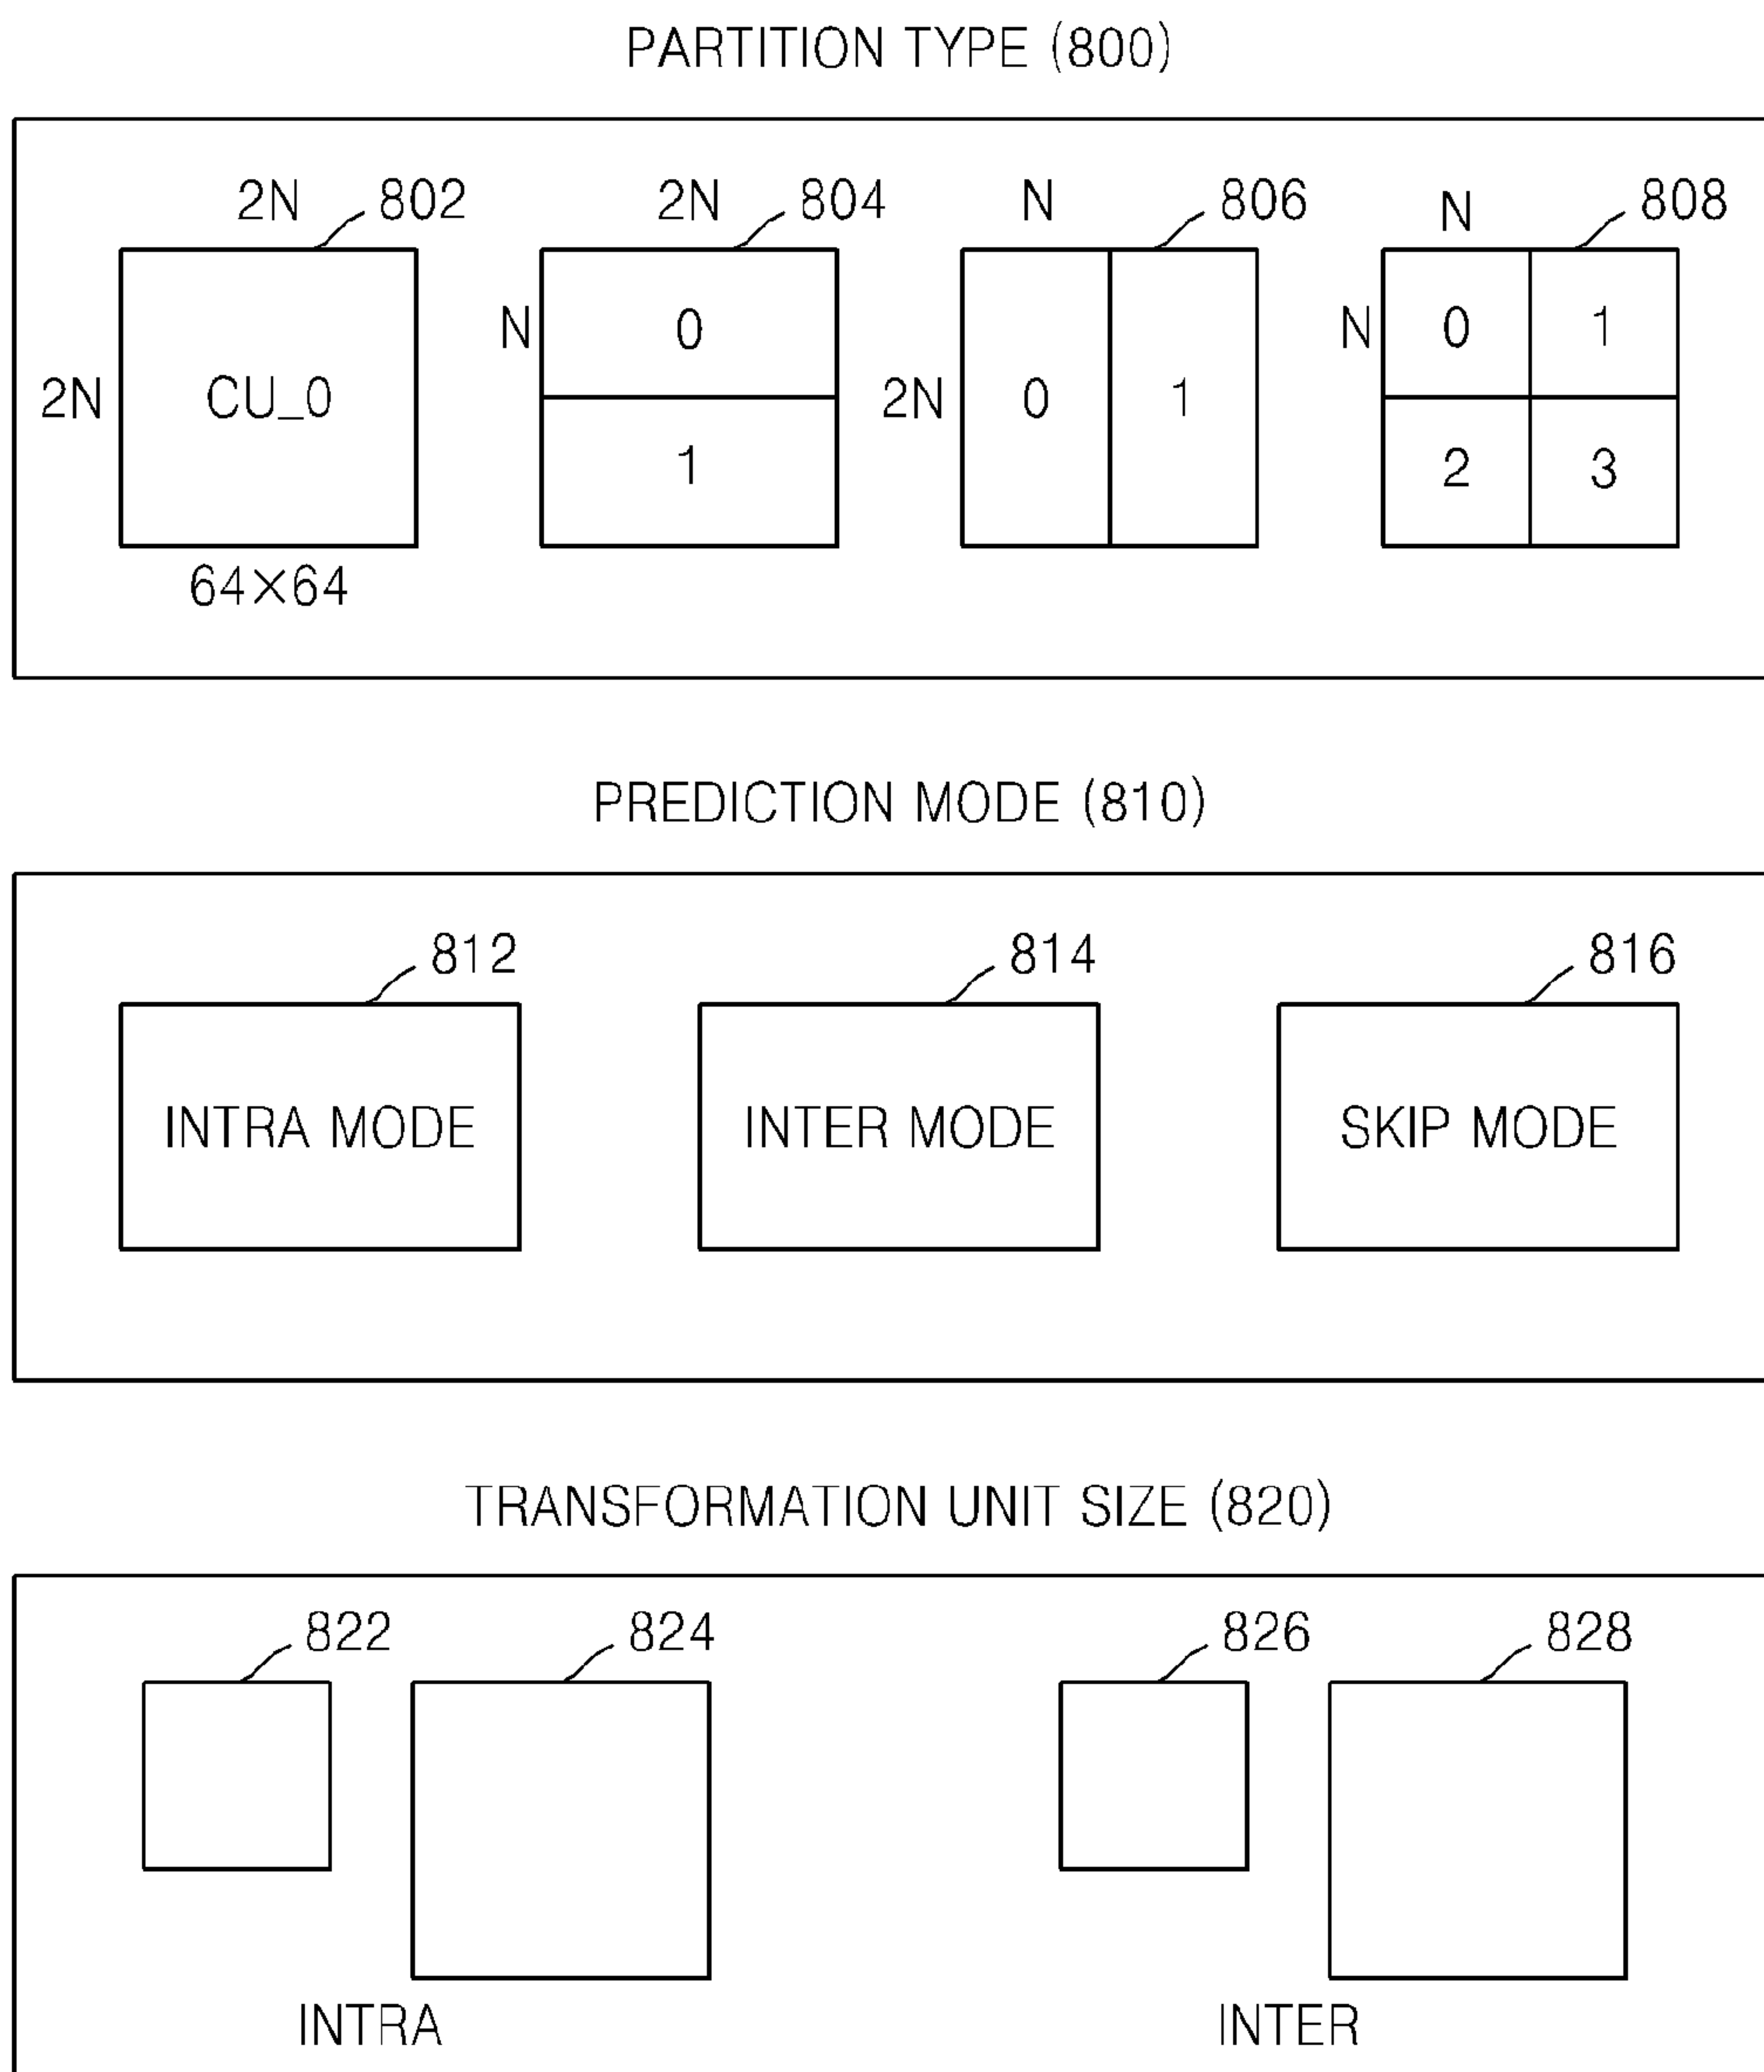 PARTITION TYPE (800)
2N 802 2N 804 N 806 N 808
N 0 N 0 1
2N CU_0 2N 0 1
1 2 3
64×64
PREDICTION MODE (810)
812 814 816
INTRA MODE INTER MODE SKIP MODE
TRANSFORMATION UNIT SIZE (820)
822 824 826 828
INTRA INTER